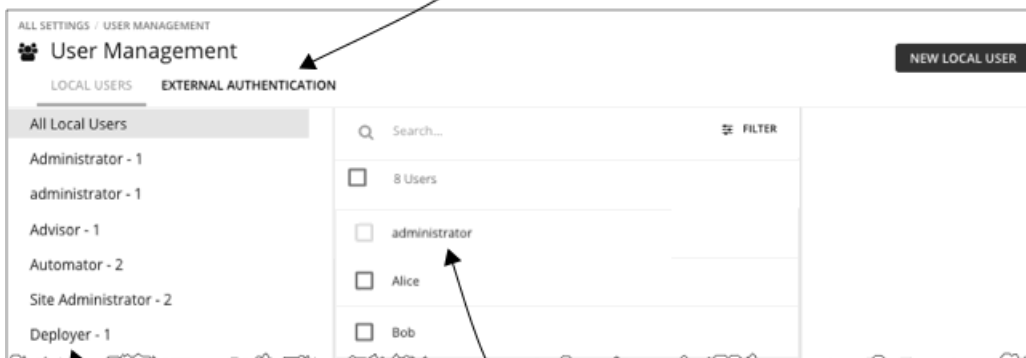 ALL SETTINGS / USER MANAGEMENT
User Management
NEW LOCAL USER
LOCAL USERS EXTERNAL AUTHENTICATION
All Local Users
Administrator - 1
administrator - 1
Advisor - 1
Automator - 2
Site Administrator - 2
Deployer - 1
Search...
FILTER
8 Users
administrator
Alice
Bob